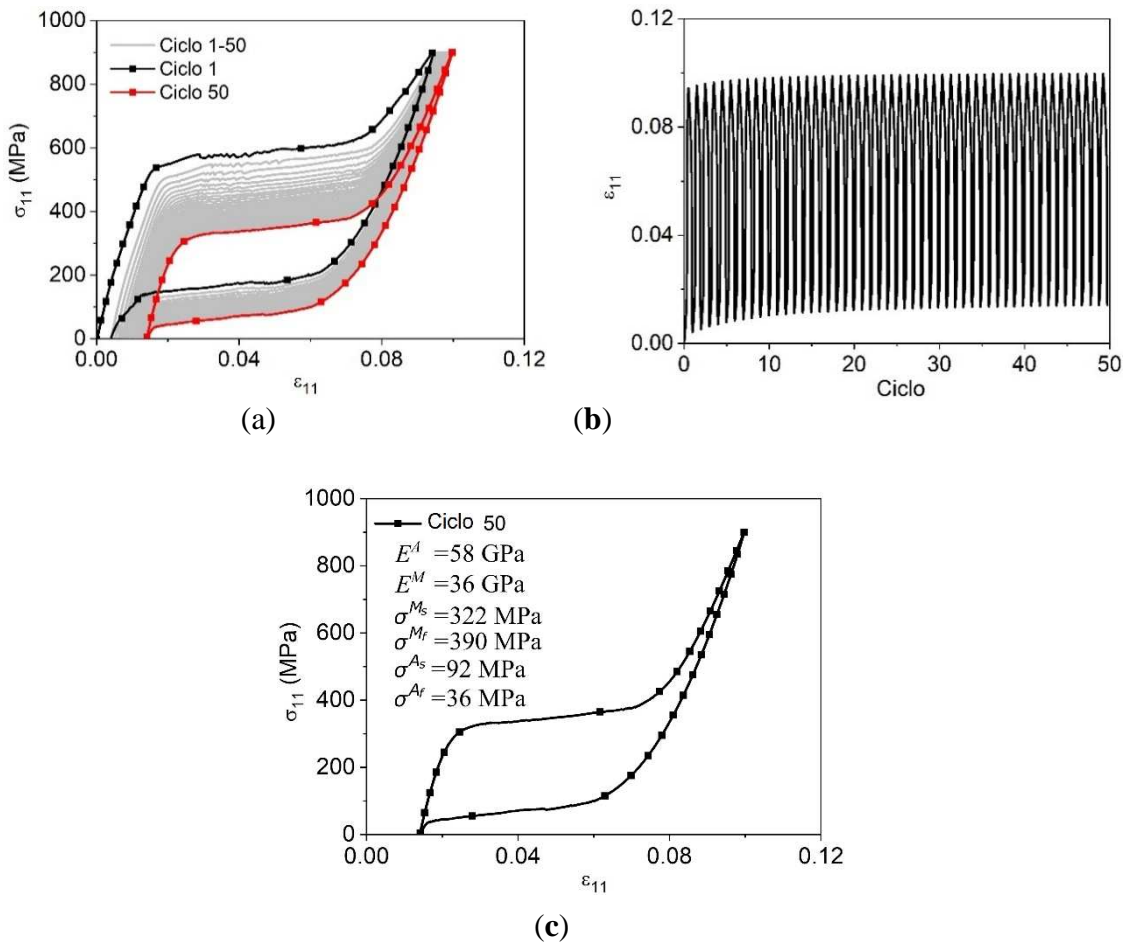 1000
800
600
400
200
0
σ₁₁ (MPa)
Ciclo 1-50
Ciclo 1
Ciclo 50
0.00 0.04 0.08 0.12
ε₁₁
(a)
0.12
0.08
0.04
0.00
ε₁₁
0 10 20 30 40 50
Ciclo
(b)
1000
800
600
400
200
0
σ₁₁ (MPa)
Ciclo 50
E^A =58 GPa
E^M =36 GPa
σ^Ms =322 MPa
σ^Mf =390 MPa
σ^As =92 MPa
σ^Af =36 MPa
0.00 0.04 0.08 0.12
ε₁₁
(c)